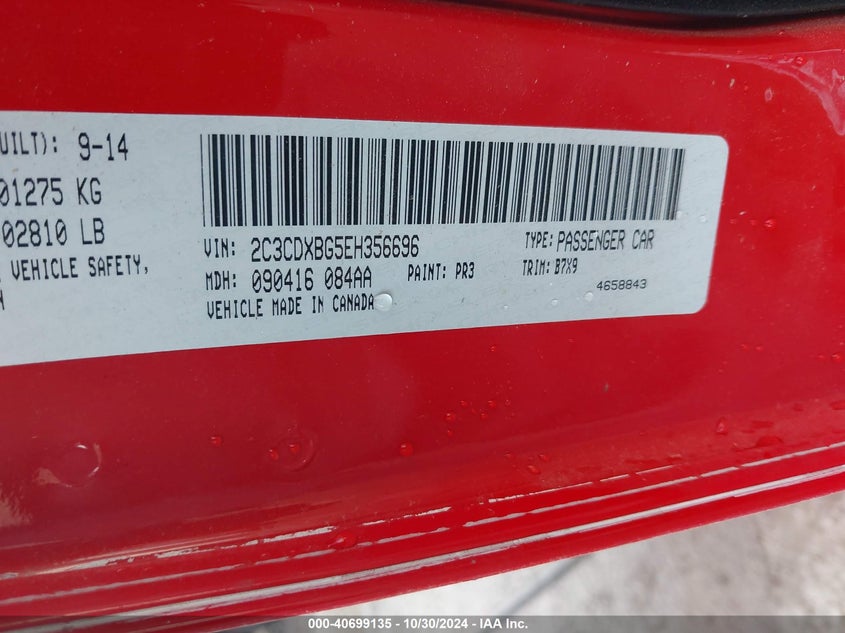 UILT): 9-14
01275 KG
02810 LB
VEHICLE SAFETY,
VIN: 2C3CDXBG5EH356696 TYPE: PASSENGER CAR
MDH: 090416 084AA PAINT: PR3 TRIM: B7X9
VEHICLE MADE IN CANADA 4658843
000-40699135 - 10/30/2024 - IAA Inc.